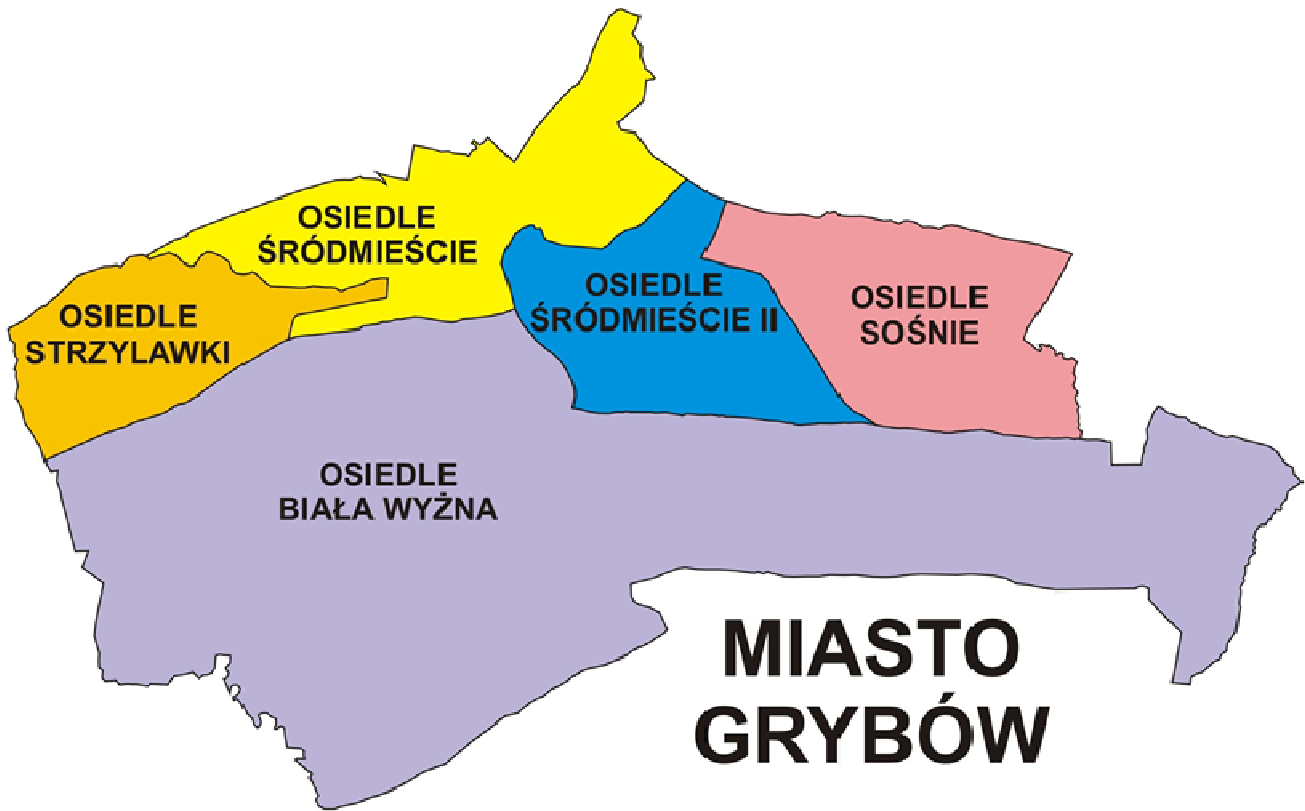 OSIEDLE
ŚRÓDMIEŚCIE
OSIEDLE
STRZYLAWKI
OSIEDLE
ŚRÓDMIEŚCIE II
OSIEDLE
SOŚNIE
OSIEDLE
BIAŁA WYŻNA
MIASTO
GRYBÓW